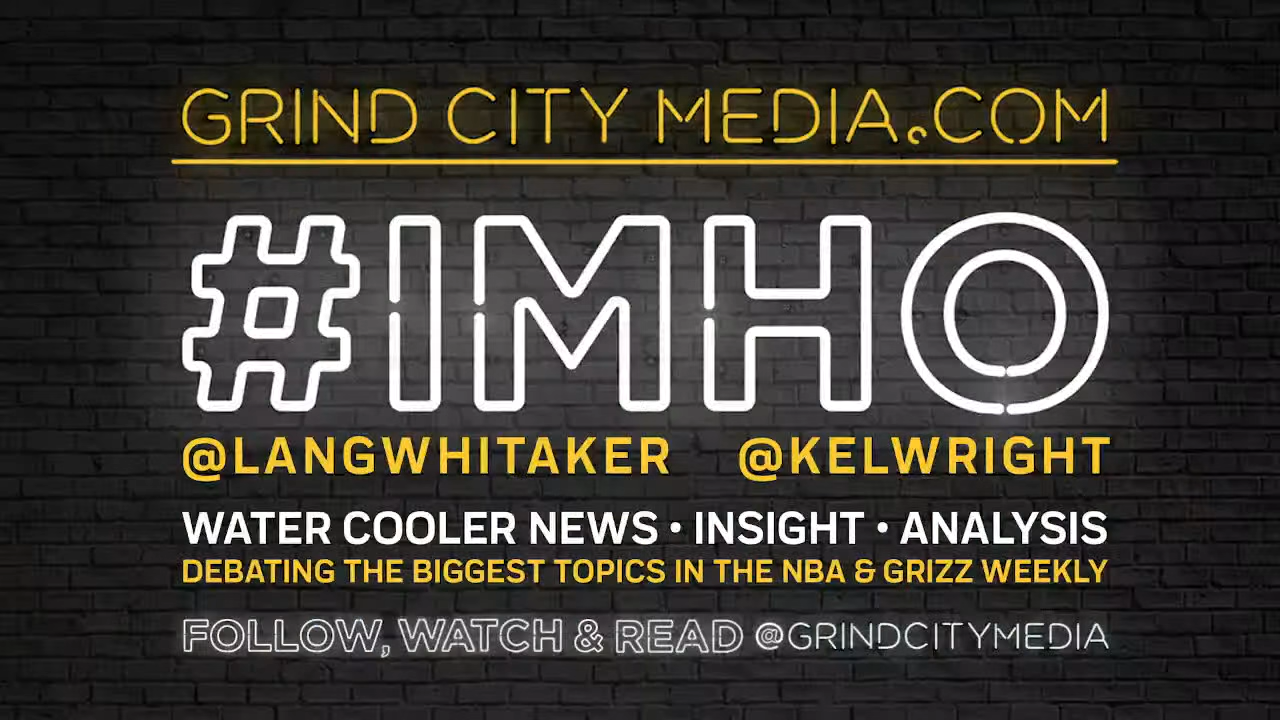 GRIND CITY MEDIA.COM
#IMHO
@LANGWHITAKER @KELWRIGHT
WATER COOLER NEWS • INSIGHT • ANALYSIS
DEBATING THE BIGGEST TOPICS IN THE NBA & GRIZZ WEEKLY
FOLLOW, WATCH & READ @GRINDCITYMEDIA